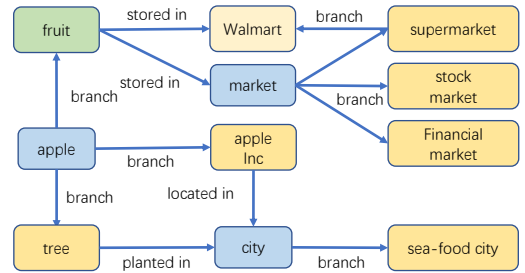 stored in
branch
fruit
Walmart
supermarket
stored in
market
branch
stock
market
branch
Financial
market
apple
branch
apple
Inc
branch
located in
tree
planted in
city
branch
sea-food city